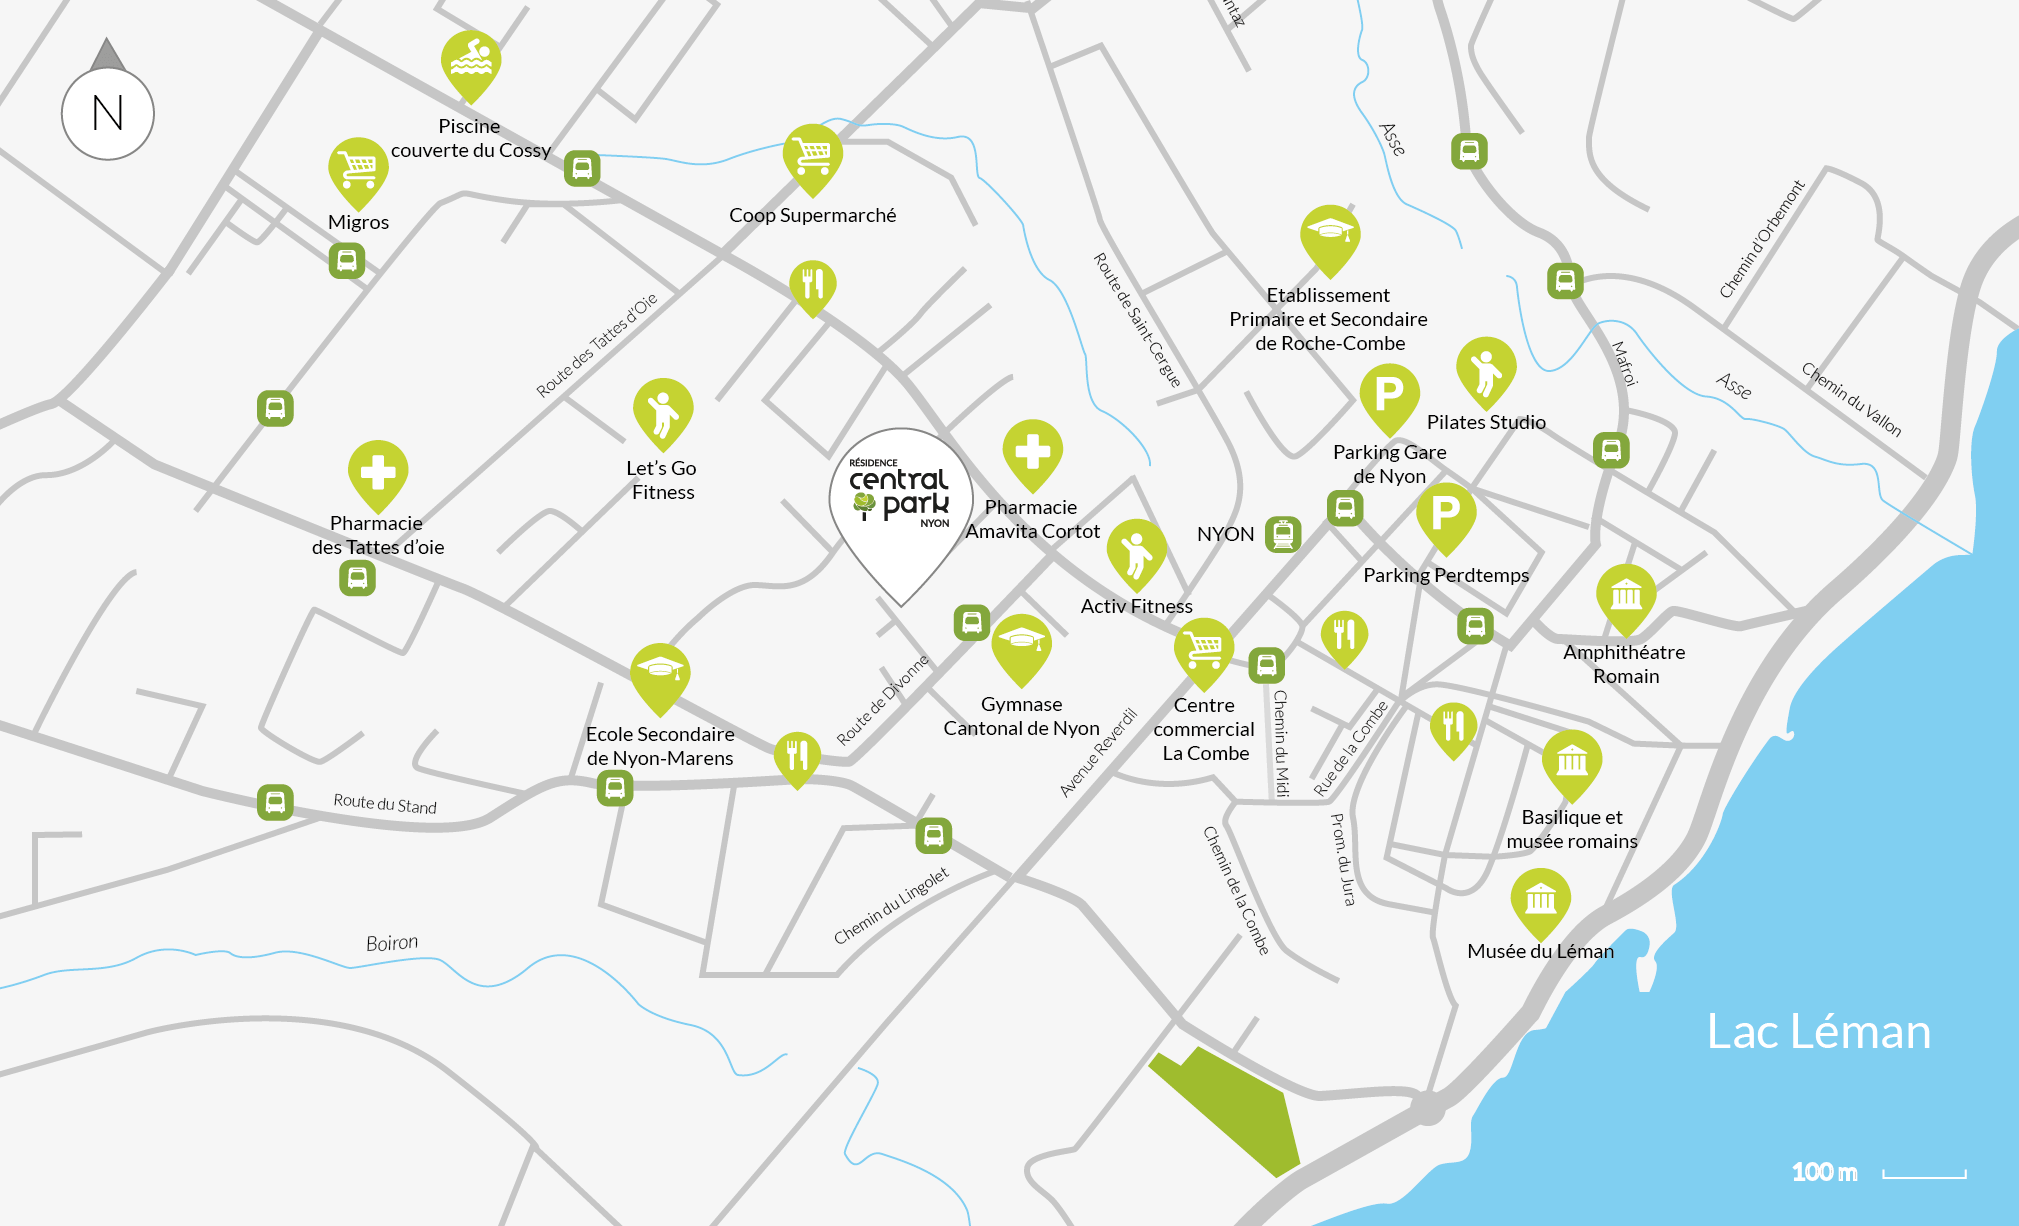 N
Piscine
couverte du Cossy
Migros
Coop Supermarché
Asse
Route de Saint-Cergue
Chemin d'Orbemont
Etablissement
Primaire et Secondaire
de Roche-Combe
Route des Tattes d'Oie
Mafroi
Asse
Chemin du Vallon
Pilates Studio
P
Parking Gare
de Nyon
Let's Go
Fitness
RÉSIDENCE
central
park
NYON
Pharmacie
Amavita Cortot
Pharmacie
des Tattes d'oie
NYON
P
Parking Perdtemps
Activ Fitness
Amphithéatre
Romain
Route de Divonne
Gymnase
Cantonal de Nyon
Centre
commercial
La Combe
Ecole Secondaire
de Nyon-Marens
Avenue Reverdil
Chemin du Midi
Rue de la Combe
Route du Stand
Basilique et
musée romains
Prom. du Jura
Chemin de la Combe
Chemin du Lingolet
Boiron
Musée du Léman
Lac Léman
100 m